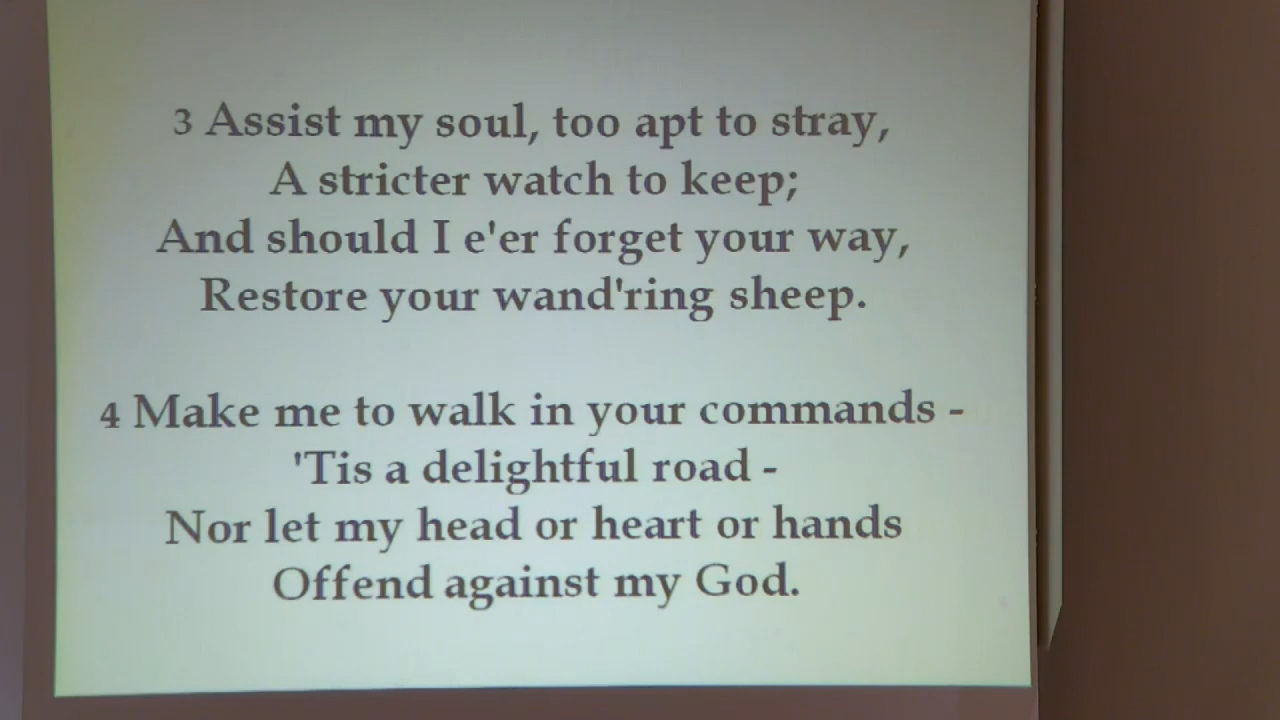 3 Assist my soul, too apt to stray,
A stricter watch to keep;
And should I e'er forget your way,
Restore your wand'ring sheep.
4 Make me to walk in your commands -
'Tis a delightful road -
Nor let my head or heart or hands
Offend against my God.